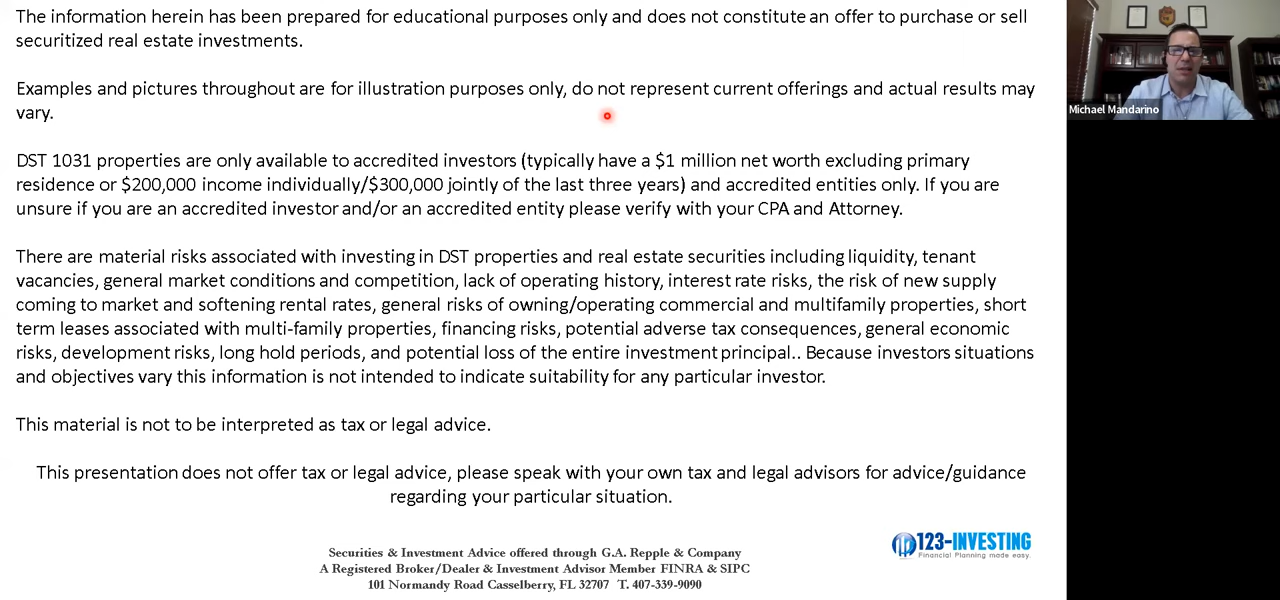 The information herein has been prepared for educational purposes only and does not constitute an offer to purchase or sell
securitized real estate investments.
Examples and pictures throughout are for illustration purposes only, do not represent current offerings and actual results may
vary.
DST 1031 properties are only available to accredited investors (typically have a $1 million net worth excluding primary
residence or $200,000 income individually/$300,000 jointly of the last three years) and accredited entities only. If you are
unsure if you are an accredited investor and/or an accredited entity please verify with your CPA and Attorney.
There are material risks associated with investing in DST properties and real estate securities including liquidity, tenant
vacancies, general market conditions and competition, lack of operating history, interest rate risks, the risk of new supply
coming to market and softening rental rates, general risks of owning/operating commercial and multifamily properties, short
term leases associated with multi-family properties, financing risks, potential adverse tax consequences, general economic
risks, development risks, long hold periods, and potential loss of the entire investment principal.. Because investors situations
and objectives vary this information is not intended to indicate suitability for any particular investor.
This material is not to be interpreted as tax or legal advice.
This presentation does not offer tax or legal advice, please speak with your own tax and legal advisors for advice/guidance
regarding your particular situation.
Securities & Investment Advice offered through G.A. Repple & Company
A Registered Broker/Dealer & Investment Advisor Member FINRA & SIPC
101 Normandy Road Casselberry, FL 32707 T. 407-339-9090
123-INVESTING
Financial Planning made easy.
Michael Mandarino